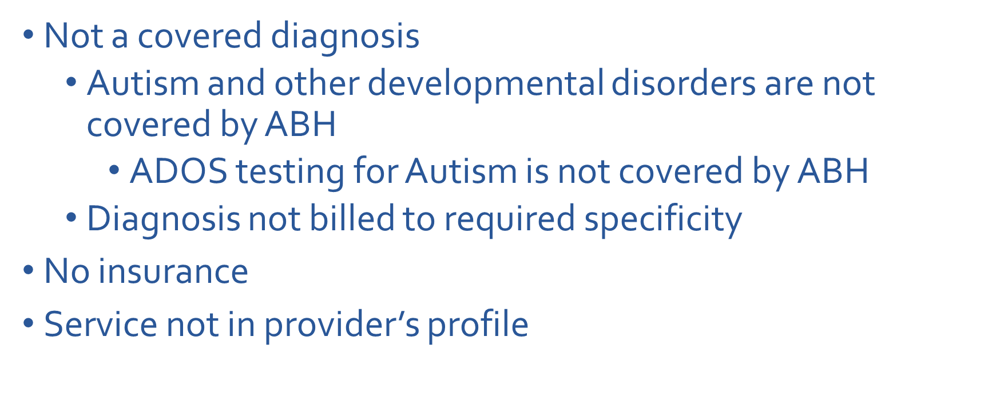 • Not a covered diagnosis
• Autism and other developmental disorders are not
covered by ABH
• ADOS testing for Autism is not covered by ABH
• Diagnosis not billed to required specificity
• No insurance
• Service not in provider’s profile